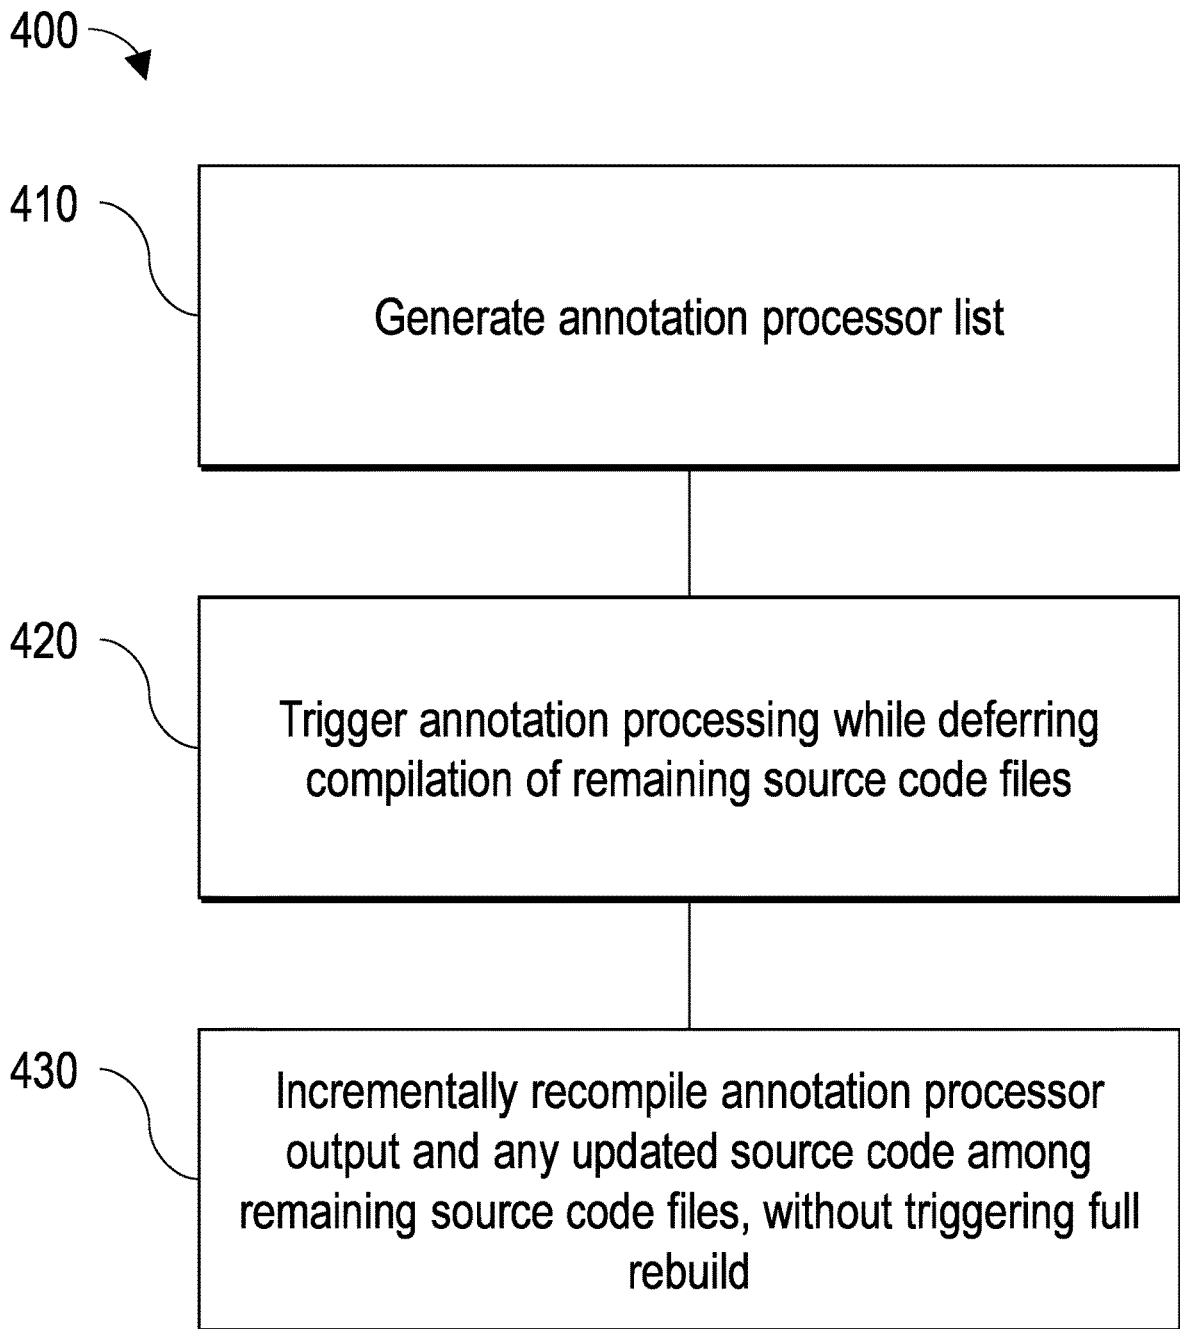 400
410
Generate annotation processor list
420
Trigger annotation processing while deferring
compilation of remaining source code files
430
Incrementally recompile annotation processor
output and any updated source code among
remaining source code files, without triggering full
rebuild